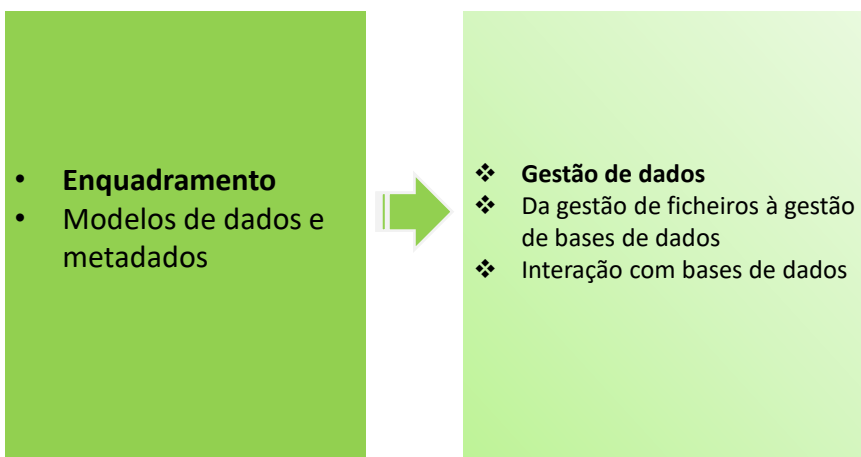 • Enquadramento
• Modelos de dados e
metadados
❖ Gestão de dados
❖ Da gestão de ficheiros à gestão
de bases de dados
❖ Interação com bases de dados